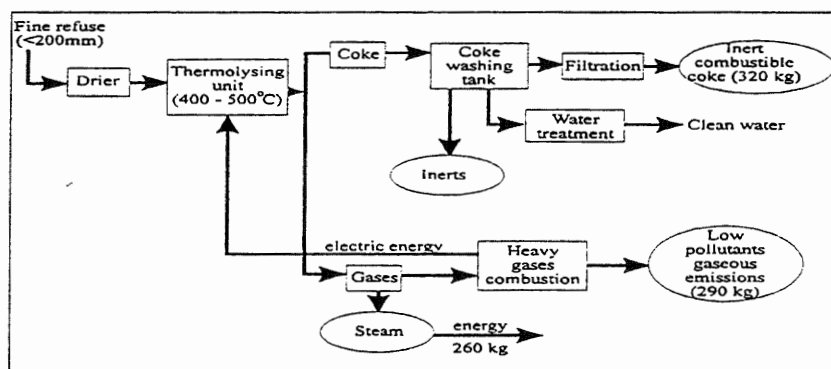 Fine refuse
(<200mm)
Drier
Thermolysing
unit
(400 - 500°C)
Coke
Coke
washing
tank
Filtration
Inert
combustible
coke (320 kg)
Water
treatment
Clean water
Inerts
electric energy
Gases
Heavy
gases
combustion
Low
pollutants
gaseous
emissions
(290 kg)
Steam
energy
260 kg